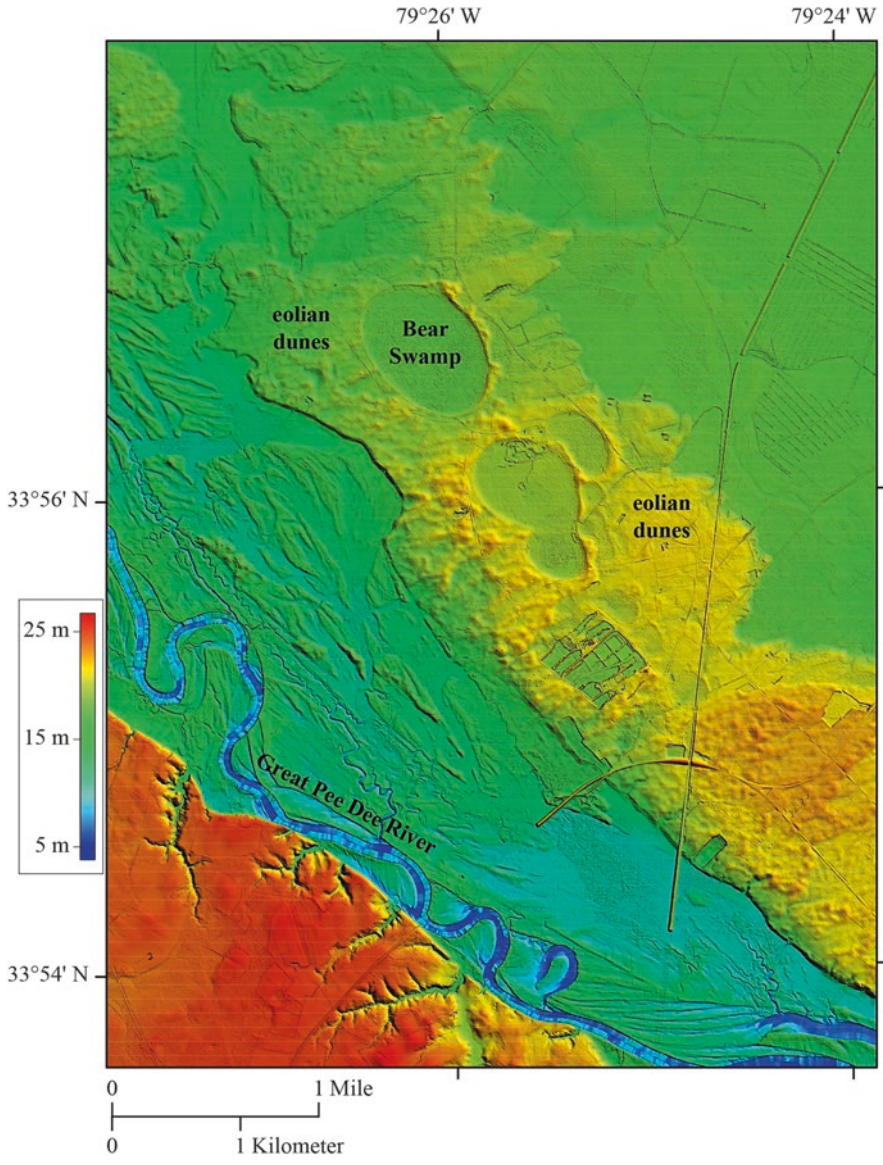 79°26' W
79°24' W
eolian
dunes
Bear
Swamp
33°56' N
eolian
dunes
25 m
15 m
5 m
Great Pee Dee River
33°54' N
0
1 Mile
0
1 Kilometer